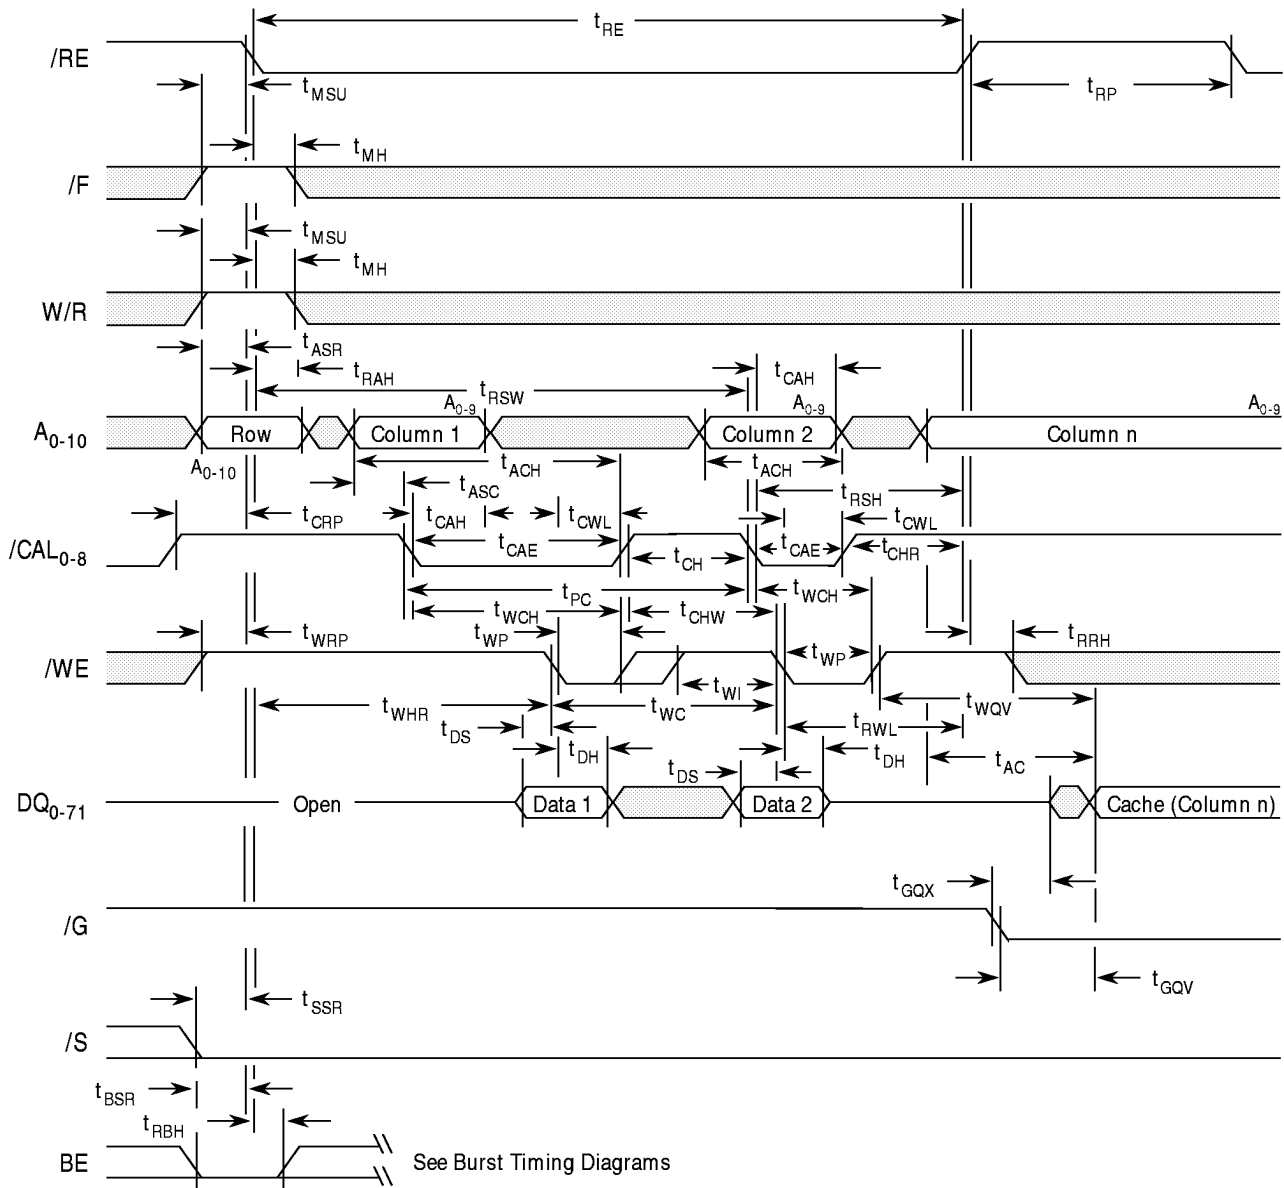 tRE
/RE
tMSU
tRP
tMH
/F
tMSU
tMH
W/R
tASR
tRAH
tRSW
tCAH
A0-9
A0-9
A0-9
A0-10
Row
Column 1
Column 2
Column n
A0-10
tACH
tACH
tASC
tRSH
tCRP
tCAH
tCWL
tCWL
/CAL0-8
tCAE
tCH
tCAE
tCHR
tPC
tWCH
tWCH
tCHW
tWRP
tWP
tRRH
/WE
tWP
tWI
tWHR
tWC
tWQV
tDS
tRWL
tDH
tDS
tDH
tAC
DQ0-71
Open
Data 1
Data 2
Cache (Column n)
tGQX
/G
tGQV
tSSR
/S
tBSR
tRBH
BE
See Burst Timing Diagrams